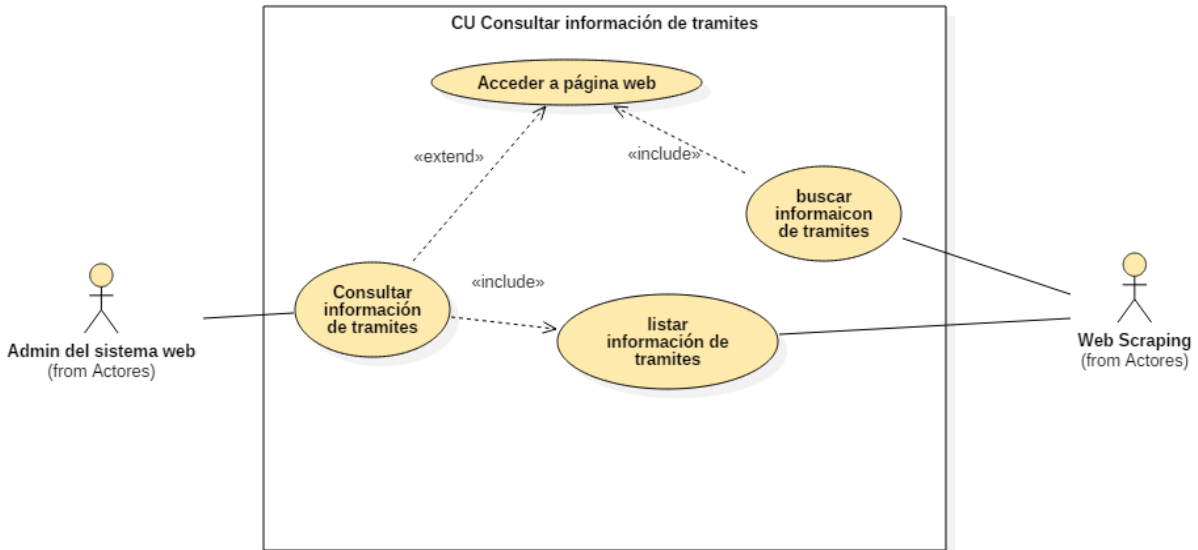 CU Consultar información de tramites
Acceder a página web
«extend»
«include»
buscar
informaicon
de tramites
«include»
Consultar
información
de tramites
listar
información de
tramites
Admin del sistema web
(from Actores)
Web Scraping
(from Actores)